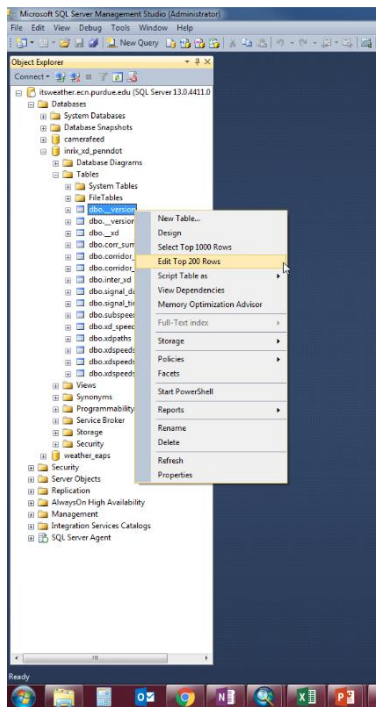 Microsoft SQL Server Management Studio (Administrator)
File Edit View Debug Tools Window Help
New Query
Object Explorer
Connect
itsweather.ecn.purdue.edu (SQL Server 13.0.4411.0
Databases
System Databases
Database Snapshots
camerafeed
inrix_xd_penndot
Database Diagrams
Tables
System Tables
FileTables
dbo.__version
dbo.__version
dbo.__xd
dbo.corr_sum
dbo.corridor_
dbo.corridor_
dbo.inter_xd
dbo.signal_da
dbo.signal_tin
dbo.subspee
dbo.xd_speed
dbo.xdpaths
dbo.xdspeeds
dbo.xdspeeds
dbo.xdspeeds
Views
Synonyms
Programmability
Service Broker
Storage
Security
weather_eaps
Security
Server Objects
Replication
AlwaysOn High Availability
Management
Integration Services Catalogs
SQL Server Agent
New Table...
Design
Select Top 1000 Rows
Edit Top 200 Rows
Script Table as
View Dependencies
Memory Optimization Advisor
Full-Text index
Storage
Policies
Facets
Start PowerShell
Reports
Rename
Delete
Refresh
Properties
Ready